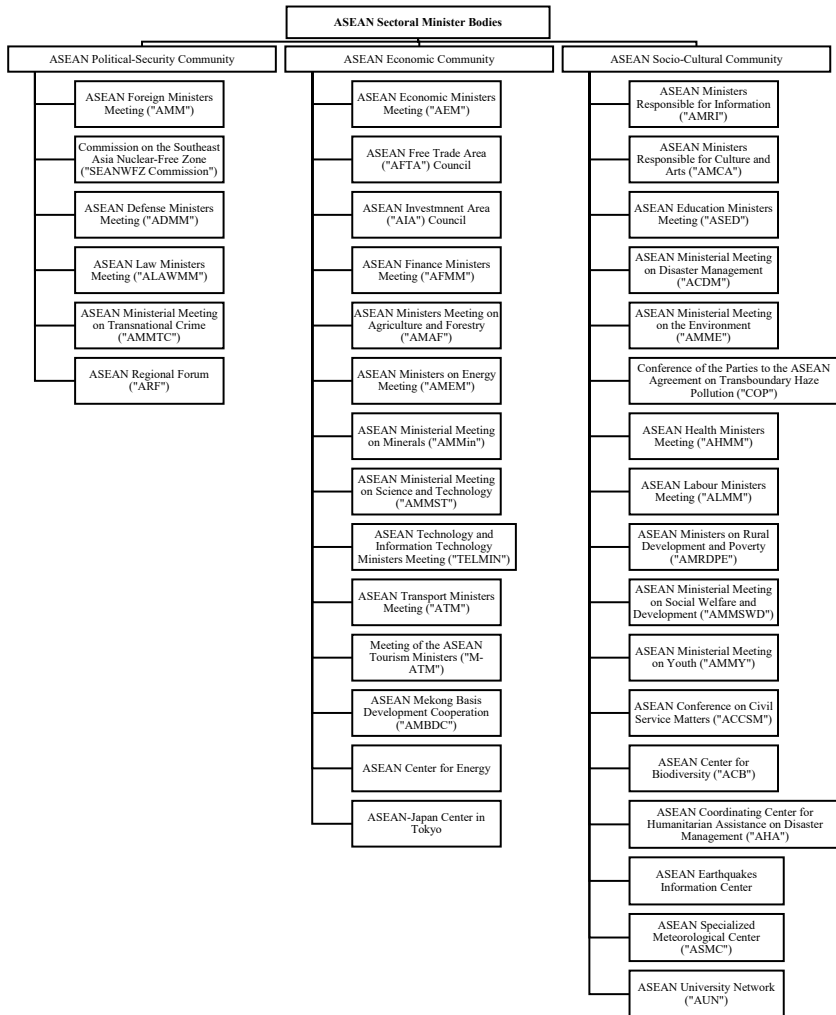 ASEAN Sectoral Minister Bodies
ASEAN Political-Security Community
ASEAN Foreign Ministers
Meeting ("AMM")
Commission on the Southeast
Asia Nuclear-Free Zone
("SEANWFZ Commission")
ASEAN Defense Ministers
Meeting ("ADMM")
ASEAN Law Ministers
Meeting ("ALAWMM")
ASEAN Ministerial Meeting
on Transnational Crime
("AMMTC")
ASEAN Regional Forum
("ARF")
ASEAN Economic Community
ASEAN Economic Ministers
Meeting ("AEM")
ASEAN Free Trade Area
("AFTA") Council
ASEAN Investmnent Area
("AIA") Council
ASEAN Finance Ministers
Meeting ("AFMM")
ASEAN Ministers Meeting on
Agriculture and Forestry
("AMAF")
ASEAN Ministers on Energy
Meeting ("AMEM")
ASEAN Ministerial Meeting
on Minerals ("AMMin")
ASEAN Ministerial Meeting
on Science and Technology
("AMMST")
ASEAN Technology and
Information Technology
Ministers Meeting ("TELMIN")
ASEAN Transport Ministers
Meeting ("ATM")
Meeting of the ASEAN
Tourism Ministers ("M-
ATM")
ASEAN Mekong Basis
Development Cooperation
("AMBDC")
ASEAN Center for Energy
ASEAN-Japan Center in
Tokyo
ASEAN Socio-Cultural Community
ASEAN Ministers
Responsible for Information
("AMRI")
ASEAN Ministers
Responsible for Culture and
Arts ("AMCA")
ASEAN Education Ministers
Meeting ("ASED")
ASEAN Ministerial Meeting
on Disaster Management
("ACDM")
ASEAN Ministerial Meeting
on the Environment
("AMME")
Conference of the Parties to the ASEAN
Agreement on Transboundary Haze
Pollution ("COP")
ASEAN Health Ministers
Meeting ("AHMM")
ASEAN Labour Ministers
Meeting ("ALMM")
ASEAN Ministers on Rural
Development and Poverty
("AMRDPE")
ASEAN Ministerial Meeting
on Social Welfare and
Development ("AMMSWD")
ASEAN Ministerial Meeting
on Youth ("AMMY")
ASEAN Conference on Civil
Service Matters ("ACCSM")
ASEAN Center for
Biodiversity ("ACB")
ASEAN Coordinating Center for
Humanitarian Assistance on Disaster
Management ("AHA")
ASEAN Earthquakes
Information Center
ASEAN Specialized
Meteorological Center
("ASMC")
ASEAN University Network
("AUN")